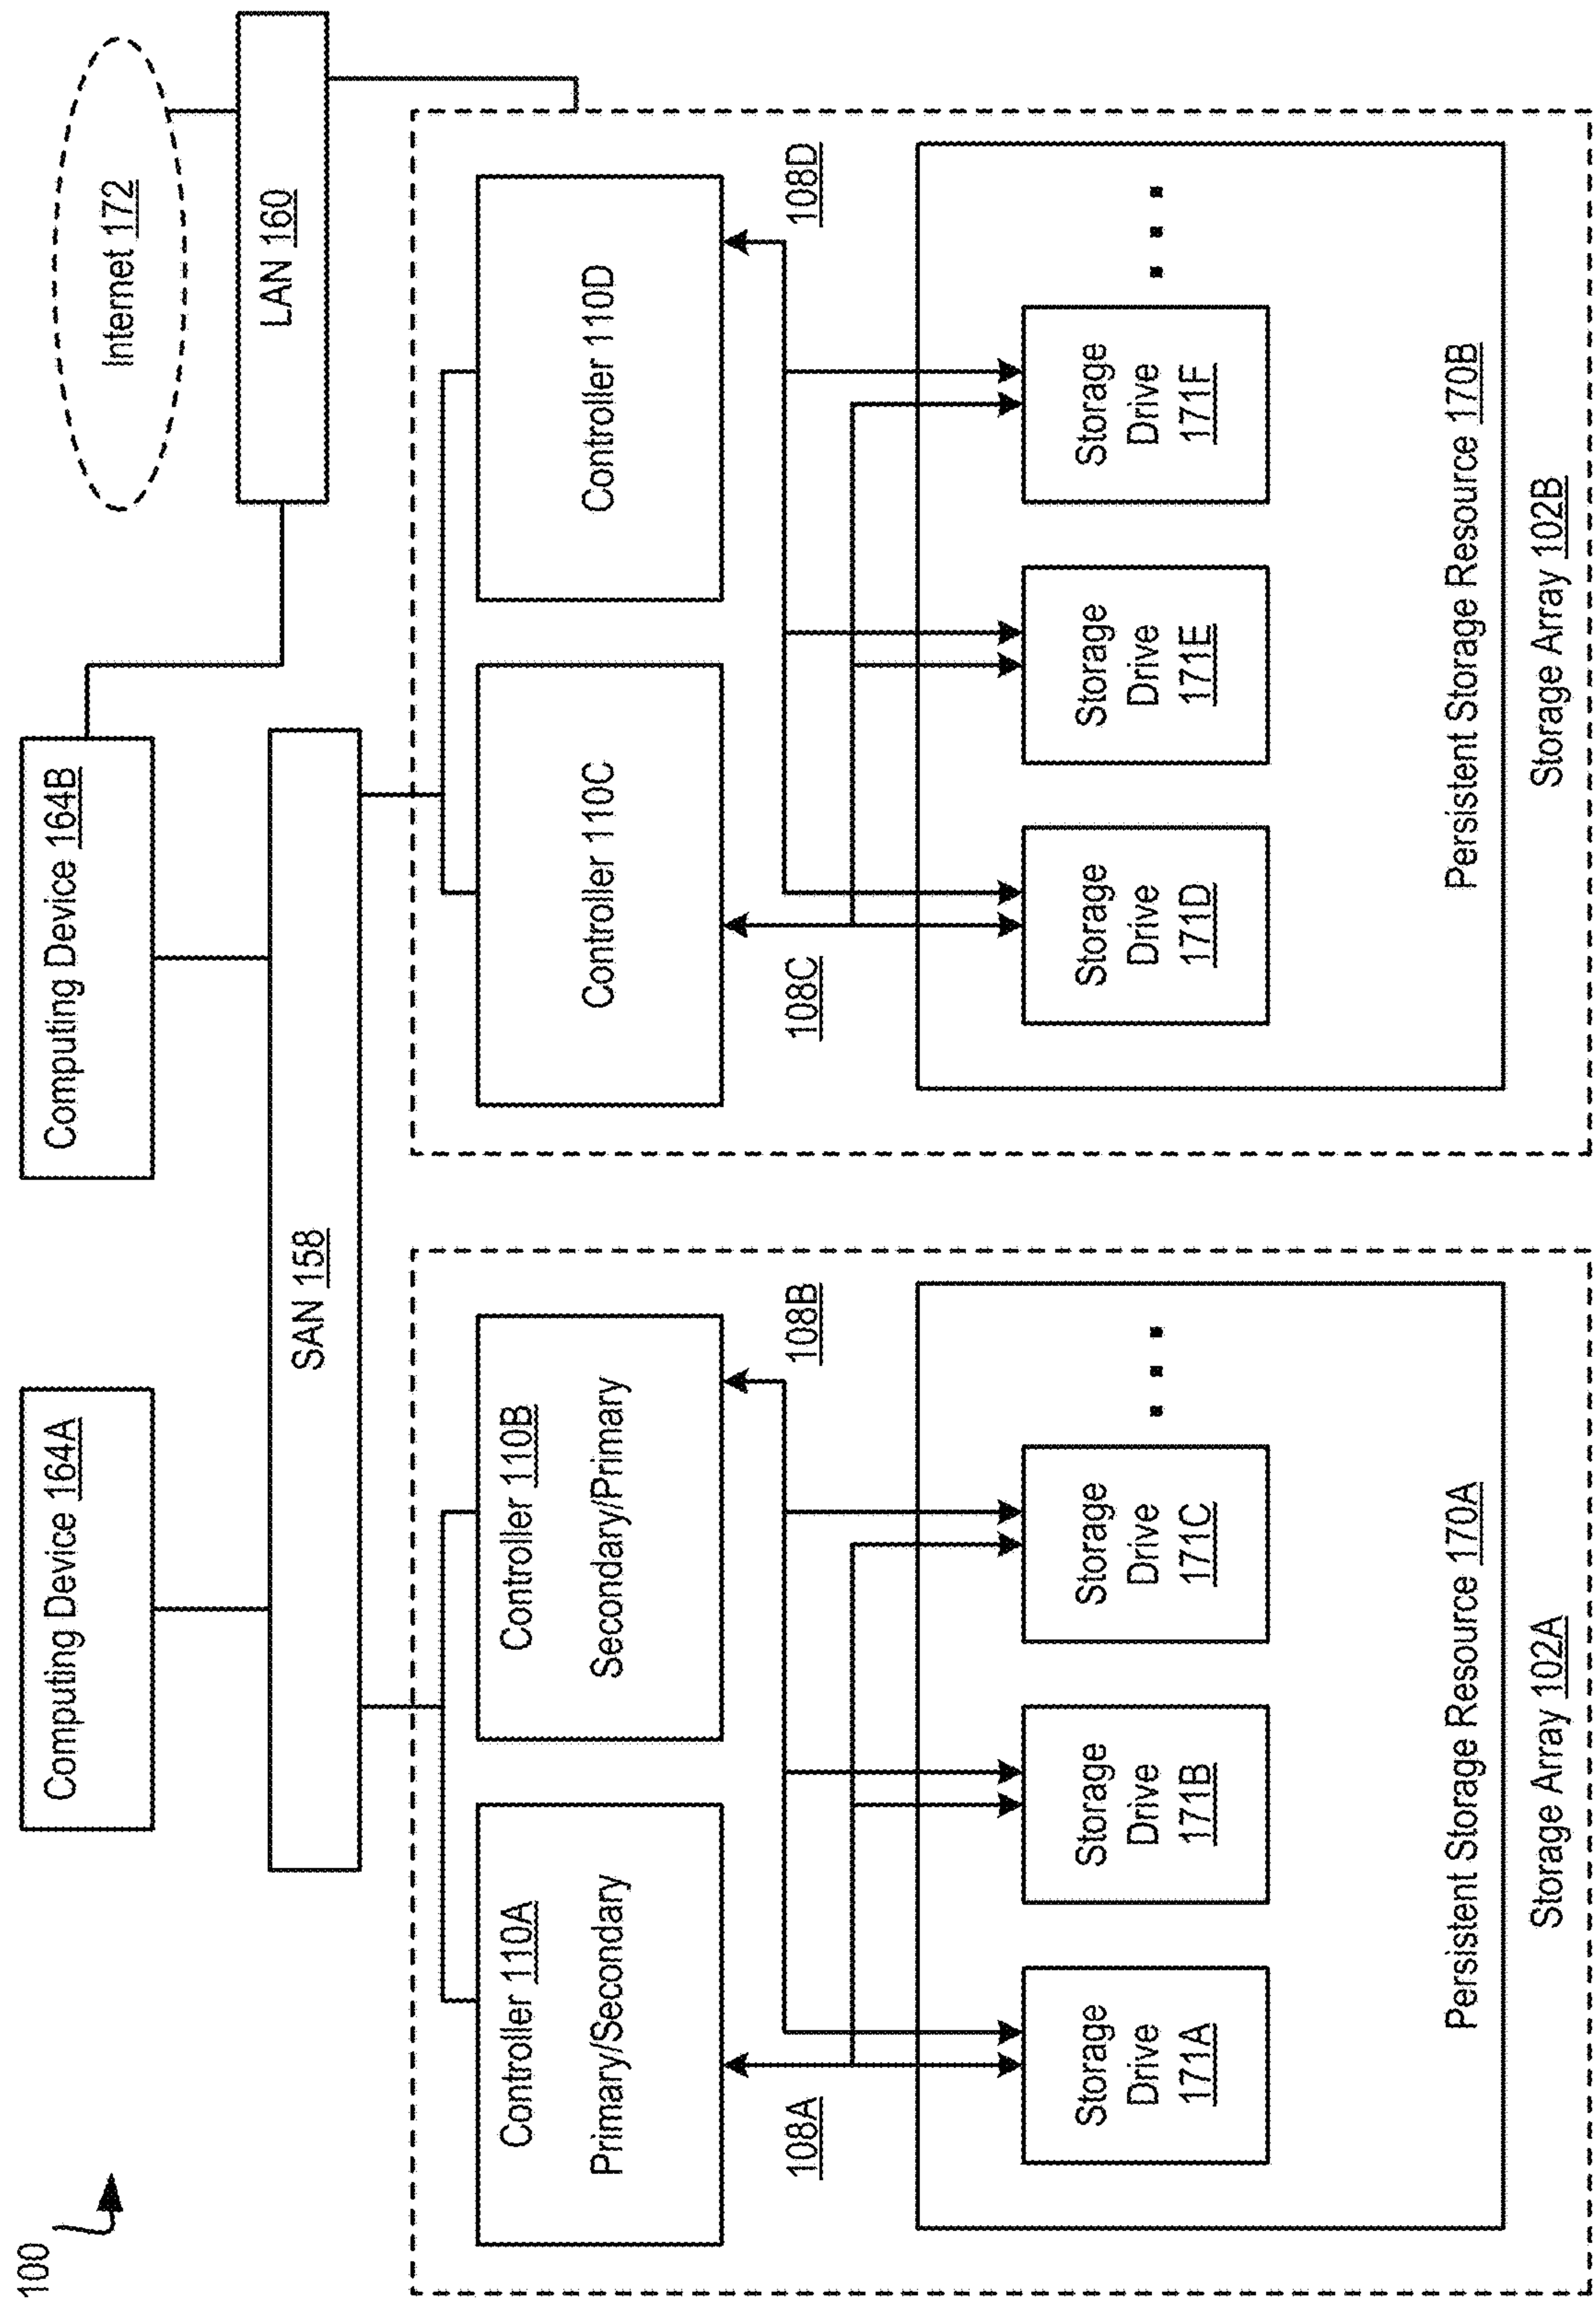 100
Computing Device 164A
Computing Device 164B
Internet 172
LAN 160
SAN 158
Controller 110A
Primary/Secondary
Controller 110B
Secondary/Primary
Controller 110C
Controller 110D
108A
108B
108C
108D
Storage
Drive
171A
Storage
Drive
171B
Storage
Drive
171C
Storage
Drive
171D
Storage
Drive
171E
Storage
Drive
171F
Persistent Storage Resource 170A
Persistent Storage Resource 170B
Storage Array 102A
Storage Array 102B